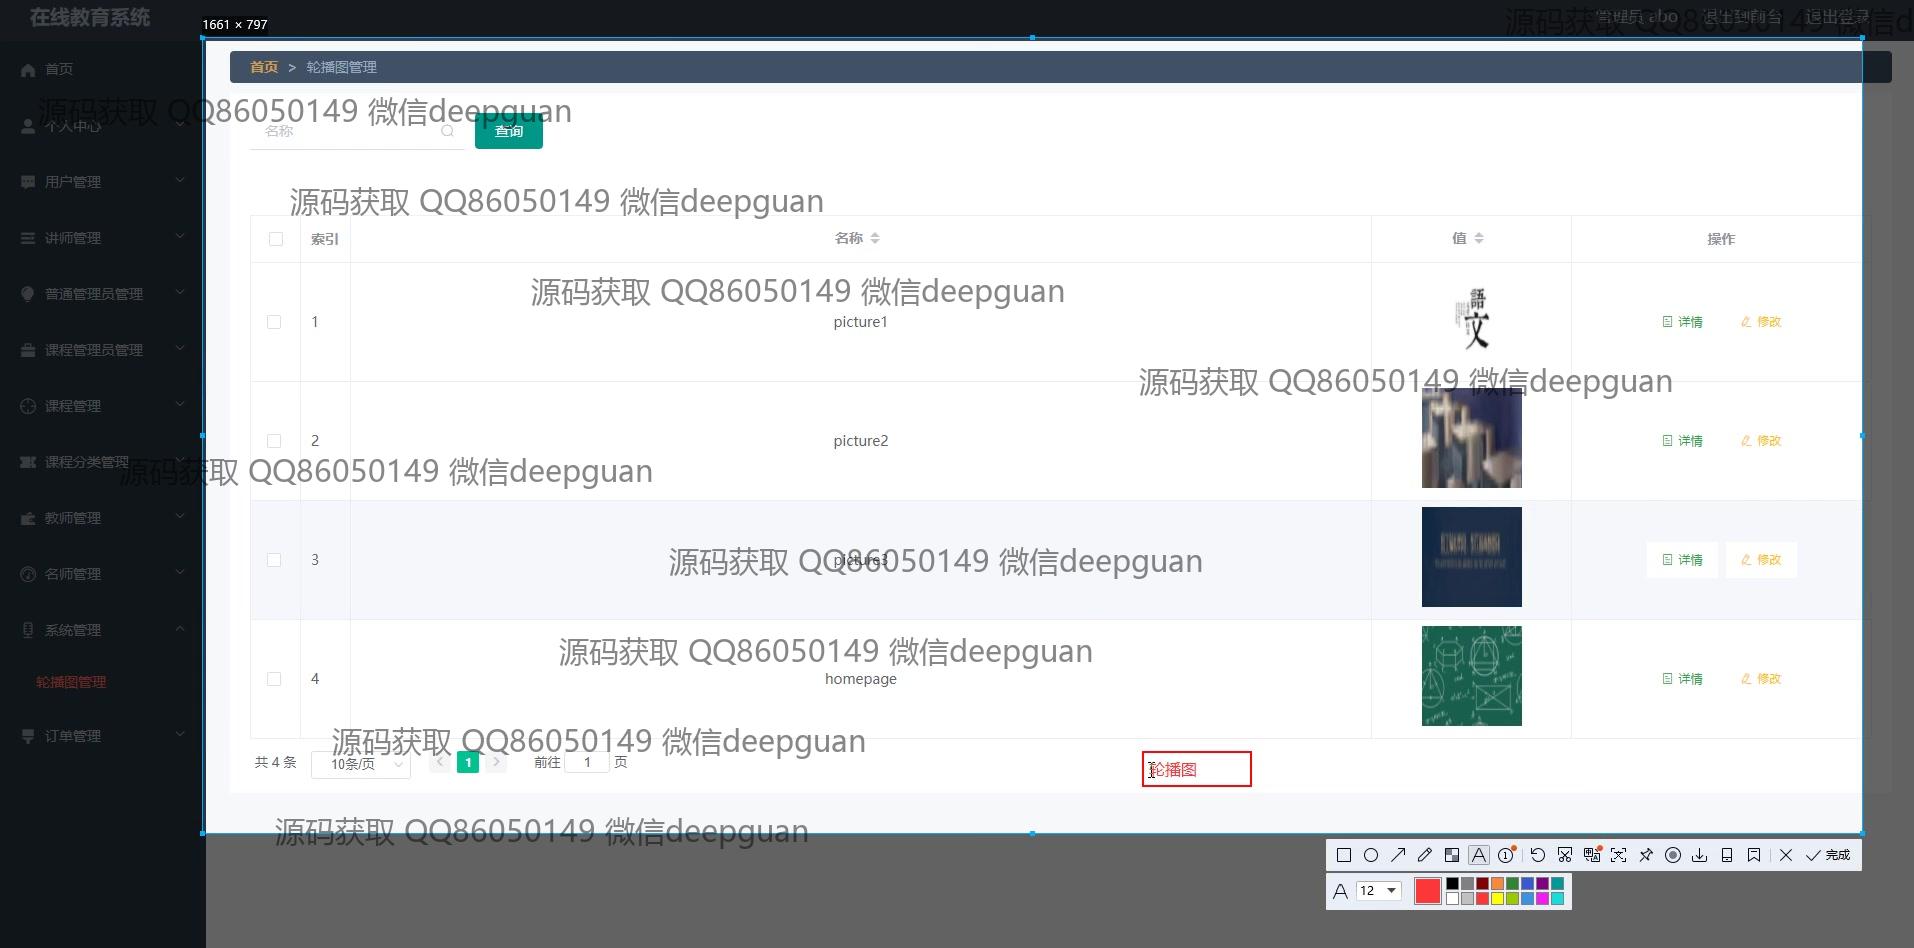 在线教育系统
1661 × 797
管理员 abo 退出到前台 退出登录
源码获取 QQ86050149 微信d
首页
首页 > 轮播图管理
源码获取 QQ86050149 微信deepguan
个人中心
名称
查询
用户管理
源码获取 QQ86050149 微信deepguan
讲师管理
索引 名称 值 操作
普通管理员管理
源码获取 QQ86050149 微信deepguan
1 picture1 語文 详情 修改
课程管理员管理
源码获取 QQ86050149 微信deepguan
课程管理
2 picture2 详情 修改
课程分类管理
源码获取 QQ86050149 微信deepguan
教师管理
3 picture3 详情 修改
源码获取 QQ86050149 微信deepguan
名师管理
系统管理
源码获取 QQ86050149 微信deepguan
4 homepage 详情 修改
轮播图管理
订单管理
源码获取 QQ86050149 微信deepguan
共 4 条 10条/页 1 前往 1 页
轮播图
源码获取 QQ86050149 微信deepguan
完成
A 12